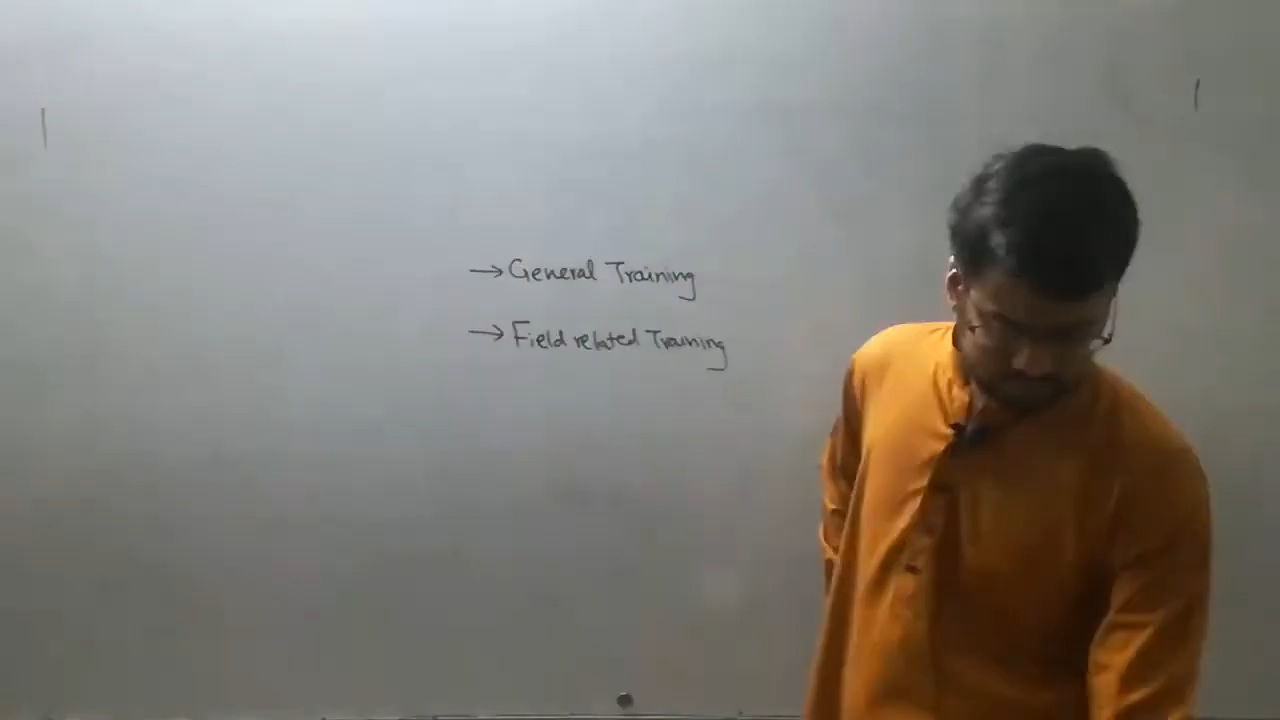 → General Training
→ Field related Training